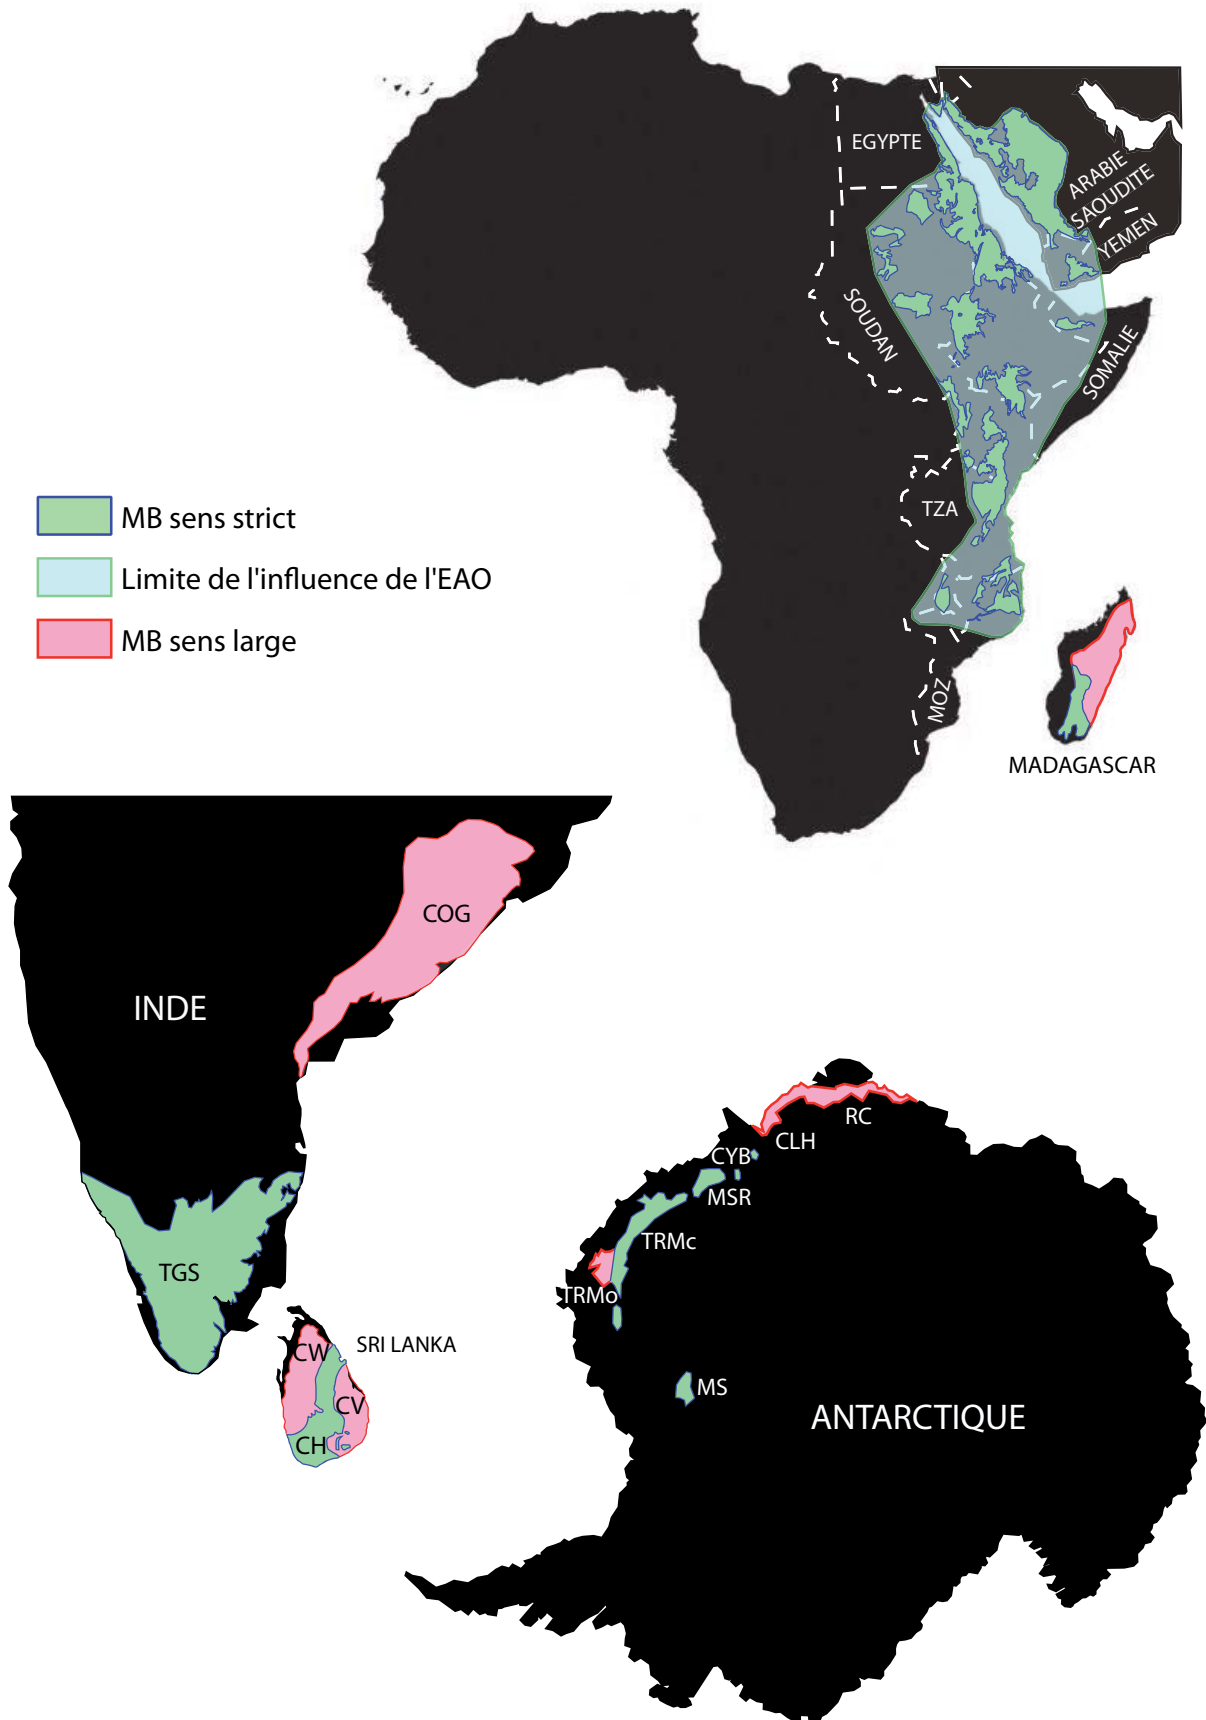 EGYPTE
ARABIE
SAOUDITE
YEMEN
SOUDAN
SOMALIE
MB sens strict
TZA
Limite de l'influence de l'EAO
MB sens large
MOZ
MADAGASCAR
COG
INDE
RC
CLH
CYB
MSR
TRMc
TGS
TRMo
SRI LANKA
CW
MS
CV
ANTARCTIQUE
CH